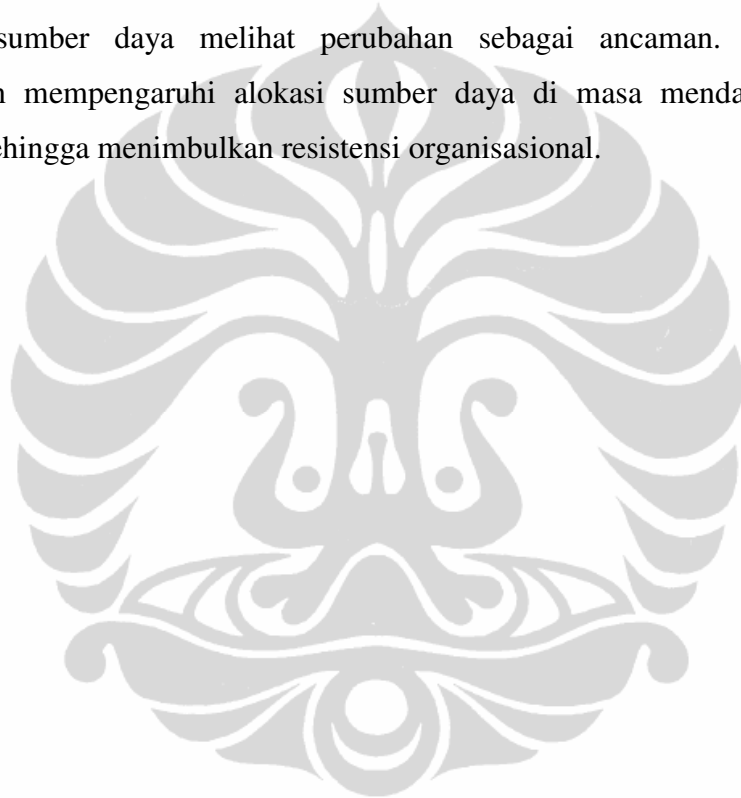 sumber daya melihat perubahan sebagai ancaman.
mempengaruhi alokasi sumber daya di masa menda
ehingga menimbulkan resistensi organisasional.